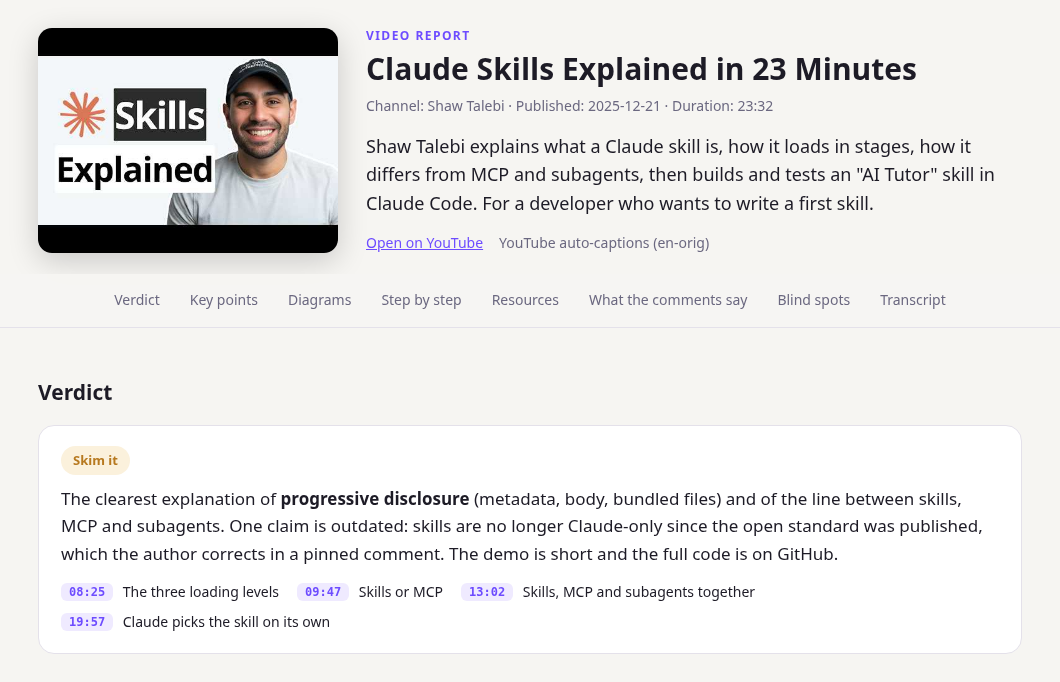 Skills
Explained
VIDEO REPORT
Claude Skills Explained in 23 Minutes
Channel: Shaw Talebi · Published: 2025-12-21 · Duration: 23:32
Shaw Talebi explains what a Claude skill is, how it loads in stages, how it
differs from MCP and subagents, then builds and tests an "AI Tutor" skill in
Claude Code. For a developer who wants to write a first skill.
Open on YouTube YouTube auto-captions (en-orig)
Verdict Key points Diagrams Step by step Resources What the comments say Blind spots Transcript
Verdict
Skim it
The clearest explanation of progressive disclosure (metadata, body, bundled files) and of the line between skills,
MCP and subagents. One claim is outdated: skills are no longer Claude-only since the open standard was published,
which the author corrects in a pinned comment. The demo is short and the full code is on GitHub.
08:25 The three loading levels 09:47 Skills or MCP 13:02 Skills, MCP and subagents together
19:57 Claude picks the skill on its own